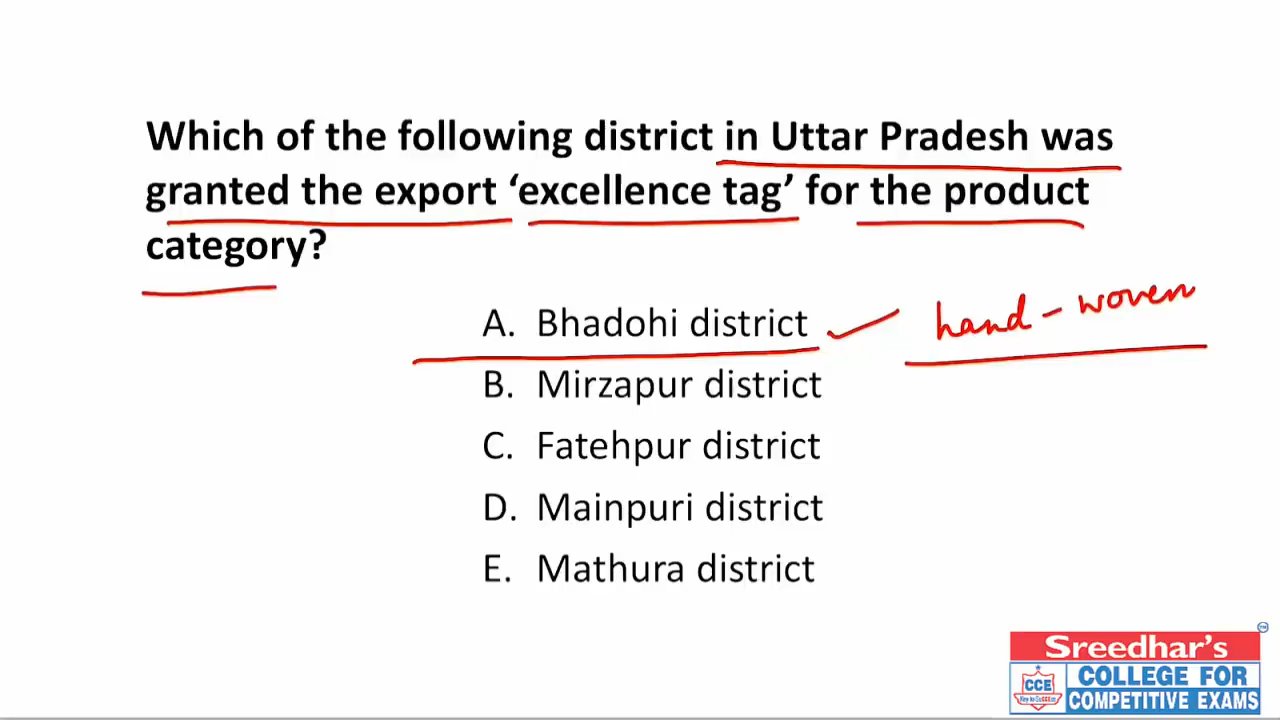 Which of the following district in Uttar Pradesh was
granted the export ‘excellence tag’ for the product
category?
A. Bhadohi district
hand - woven
B. Mirzapur district
C. Fatehpur district
D. Mainpuri district
E. Mathura district
TM
Sreedhar's
CCE
COLLEGE FOR
COMPETITIVE EXAMS